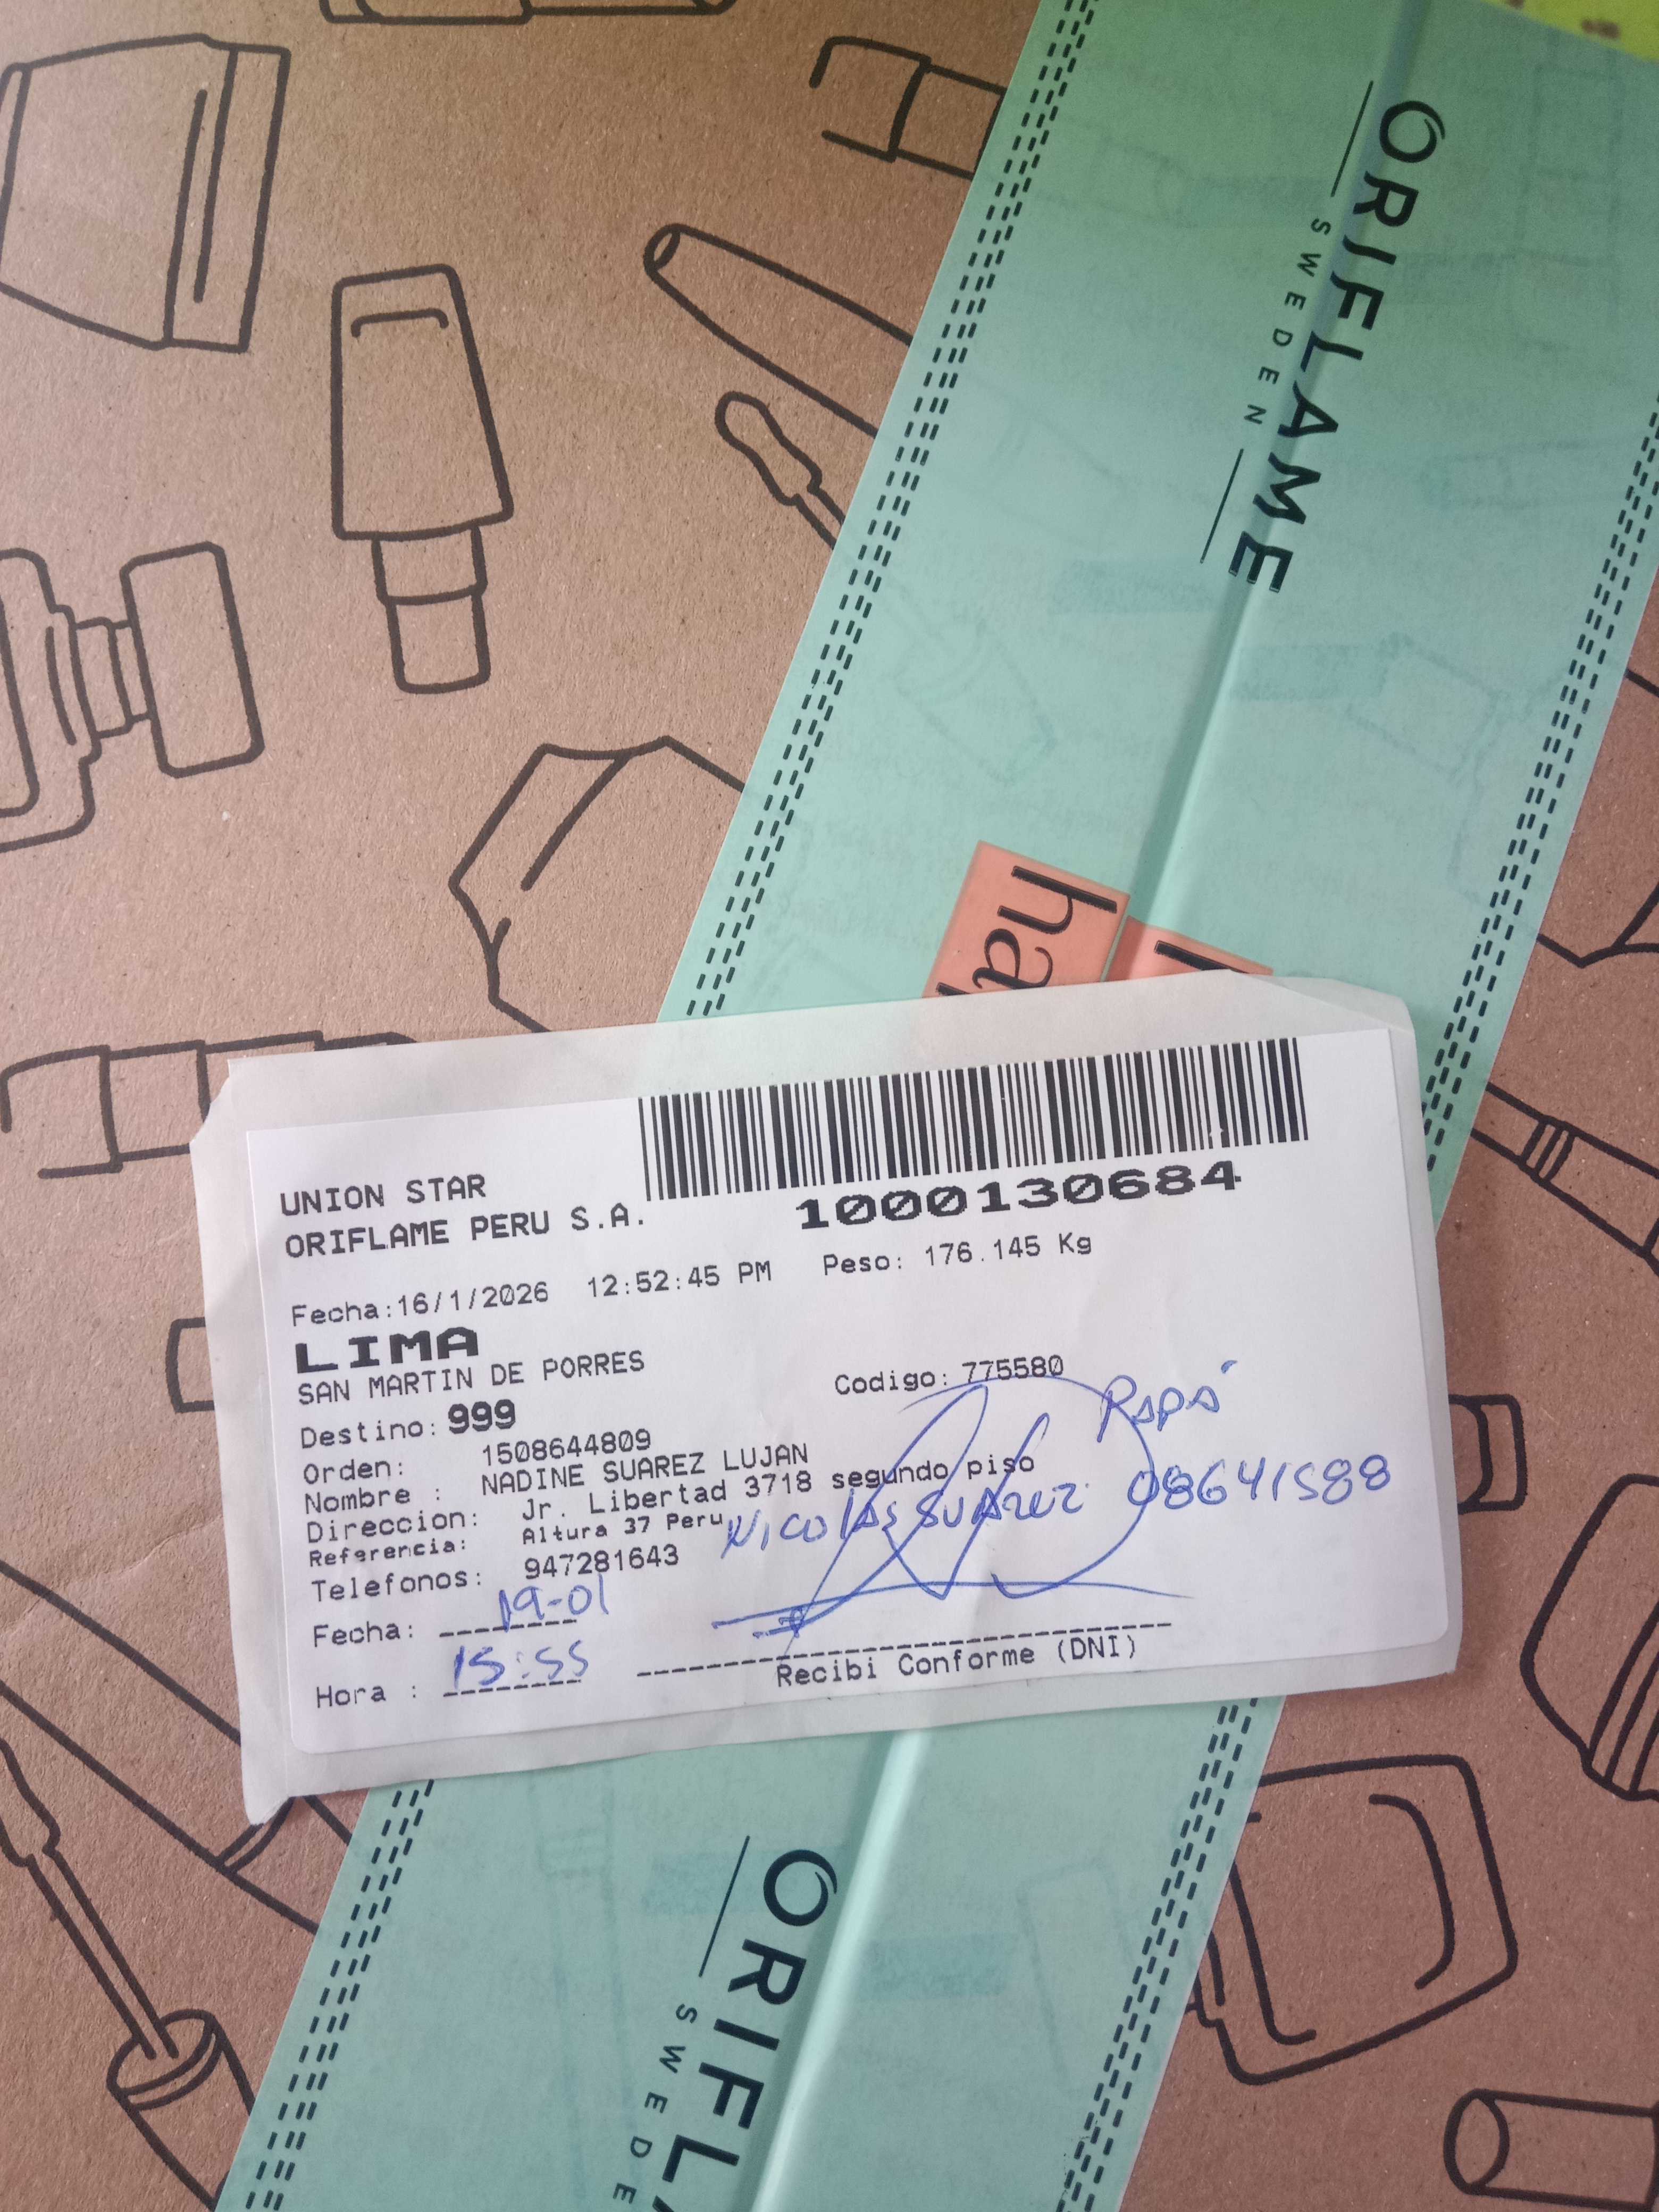 ORIFLAME
SWEDEN
ha
UNION STAR
ORIFLAME PERU S.A.
1000130684
Fecha:16/1/2026 12:52:45 PM Peso: 176.145 Kg
LIMA
SAN MARTIN DE PORRES
Codigo: 775580
Destino: 999
Papá
Orden: 1508644809
Nombre : NADINE SUAREZ LUJAN
Direccion: Jr. Libertad 3718 segundo piso
Referencia: Altura 37 Peru
NICOLAS SUAREZ 08641588
Telefonos: 947281643
Fecha: 19-01
Hora : 15:55
Recibi Conforme (DNI)
ORIFLA
SWEDE